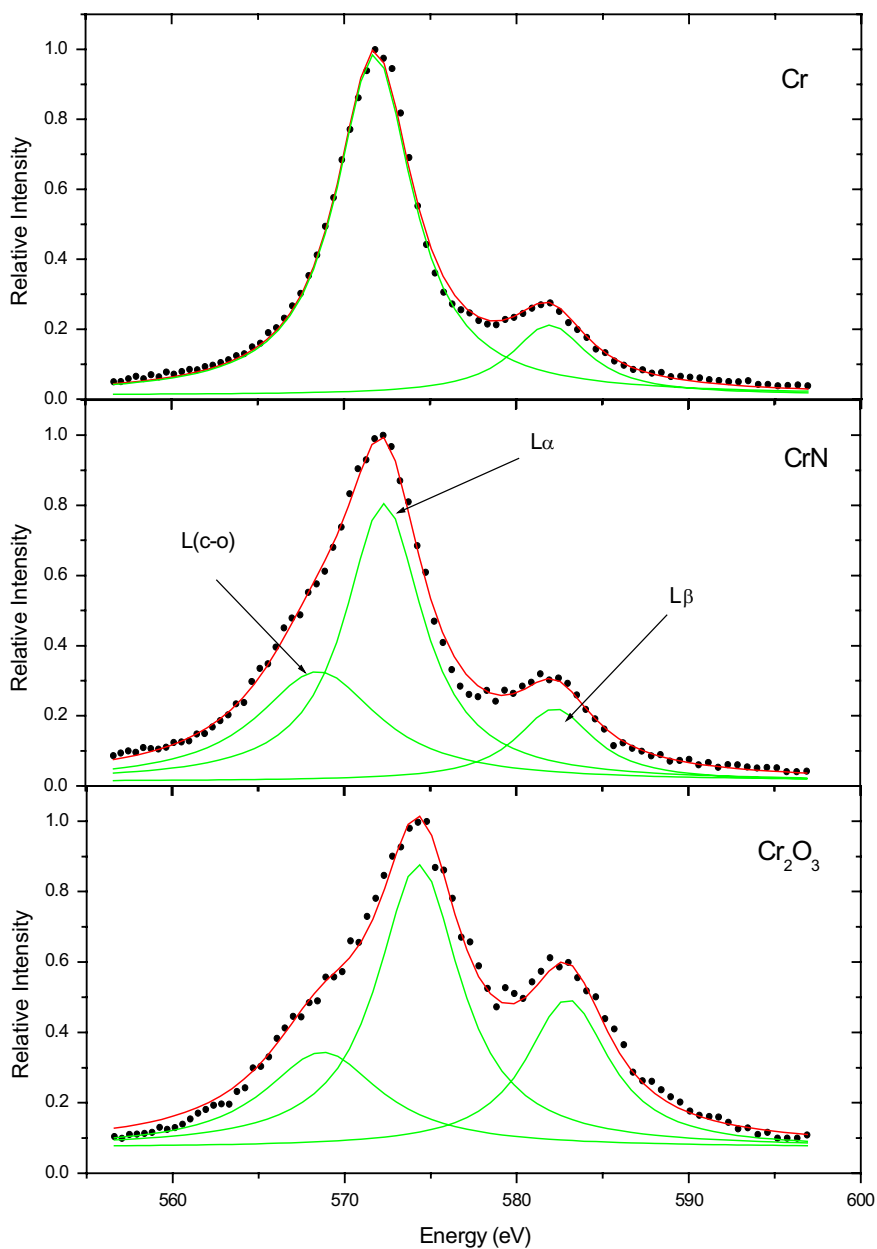 Cr
1.0
0.8
0.6
0.4
0.2
0.0
Relative Intensity
CrN
Lα
L(c-o)
Lβ
1.0
0.8
0.6
0.4
0.2
0.0
Relative Intensity
Cr₂O₃
1.0
0.8
0.6
0.4
0.2
0.0
Relative Intensity
560 570 580 590 600
Energy (eV)